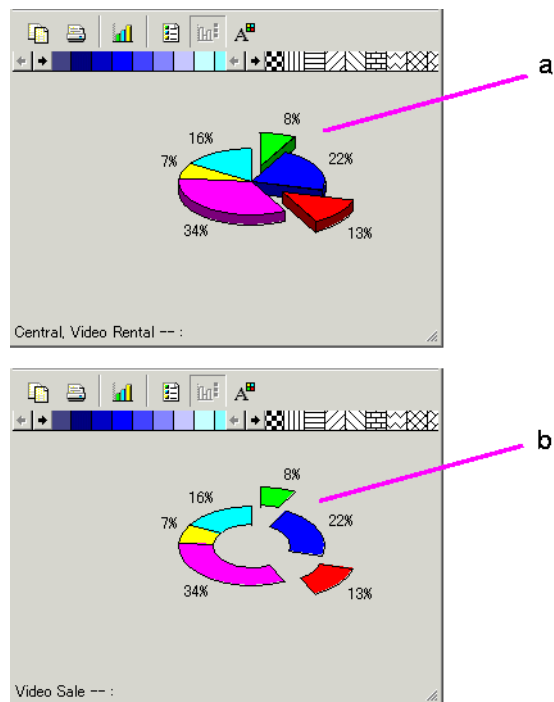 A
a
8%
16%
22%
7%
34%
13%
Central, Video Rental -- :
A
b
8%
16%
22%
7%
34%
13%
Video Sale -- :